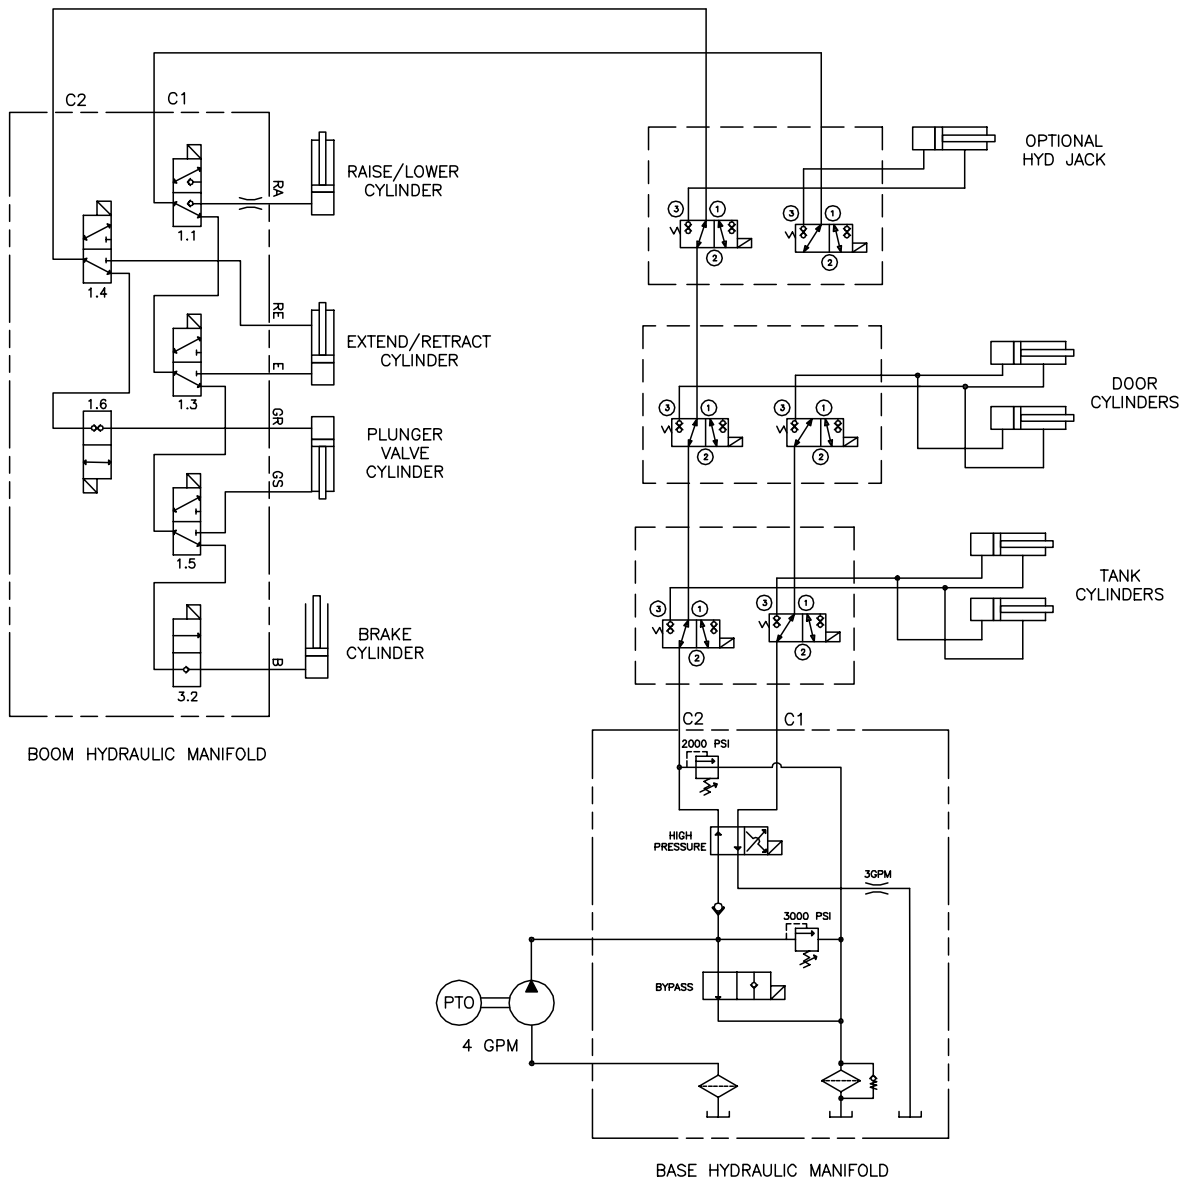 C2
C1
RA
RAISE/LOWER
CYLINDER
1.1
1.4
RE
EXTEND/RETRACT
CYLINDER
E
1.3
1.6
GR
PLUNGER
VALVE
CYLINDER
GS
1.5
BRAKE
CYLINDER
B
3.2
BOOM HYDRAULIC MANIFOLD
OPTIONAL
HYD JACK
3
1
3
1
2
2
DOOR
CYLINDERS
3
1
3
1
2
2
TANK
CYLINDERS
3
1
3
1
2
2
C2
C1
2000 PSI
HIGH
PRESSURE
3GPM
3000 PSI
BYPASS
PTO
4 GPM
BASE HYDRAULIC MANIFOLD